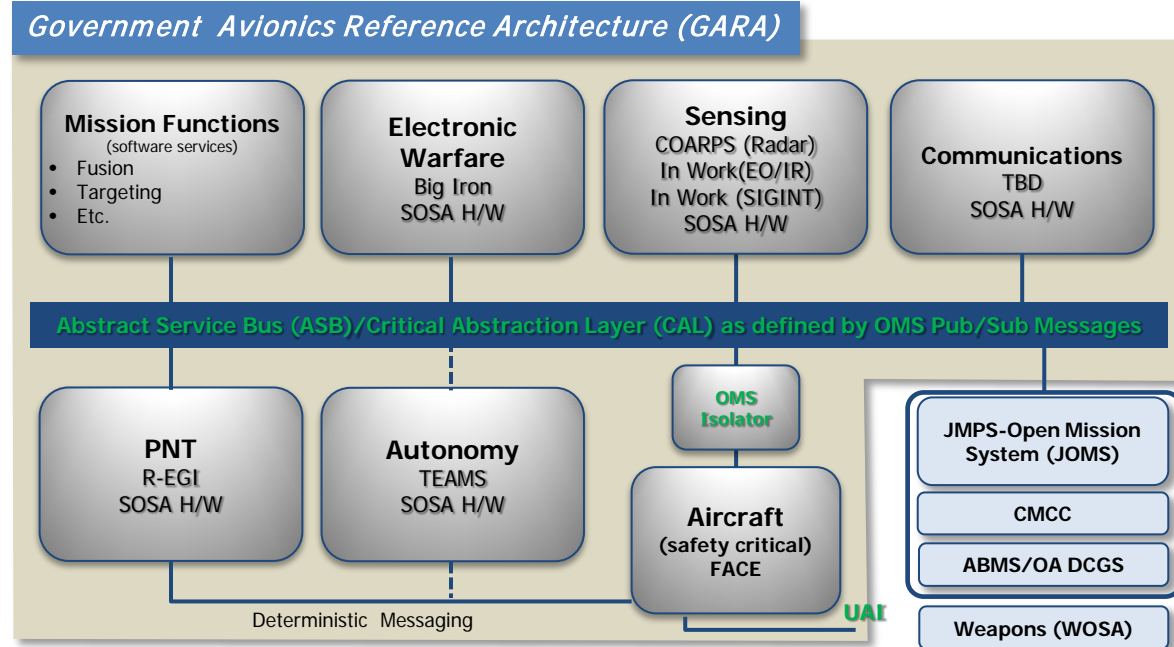 Government Avionics Reference Architecture (GARA)
Mission Functions
(software services)
• Fusion
• Targeting
• Etc.
Electronic
Warfare
Big Iron
SOSA H/W
Sensing
COARPS (Radar)
In Work(EO/IR)
In Work (SIGINT)
SOSA H/W
Communications
TBD
SOSA H/W
Abstract Service Bus (ASB)/Critical Abstraction Layer (CAL) as defined by OMS Pub/Sub Messages
PNT
R-EGI
SOSA H/W
Autonomy
TEAMS
SOSA H/W
OMS
Isolator
Aircraft
(safety critical)
FACE
JMPS-Open Mission
System (JOMS)
CMCC
ABMS/OA DCGS
Deterministic Messaging
UAI
Weapons (WOSA)